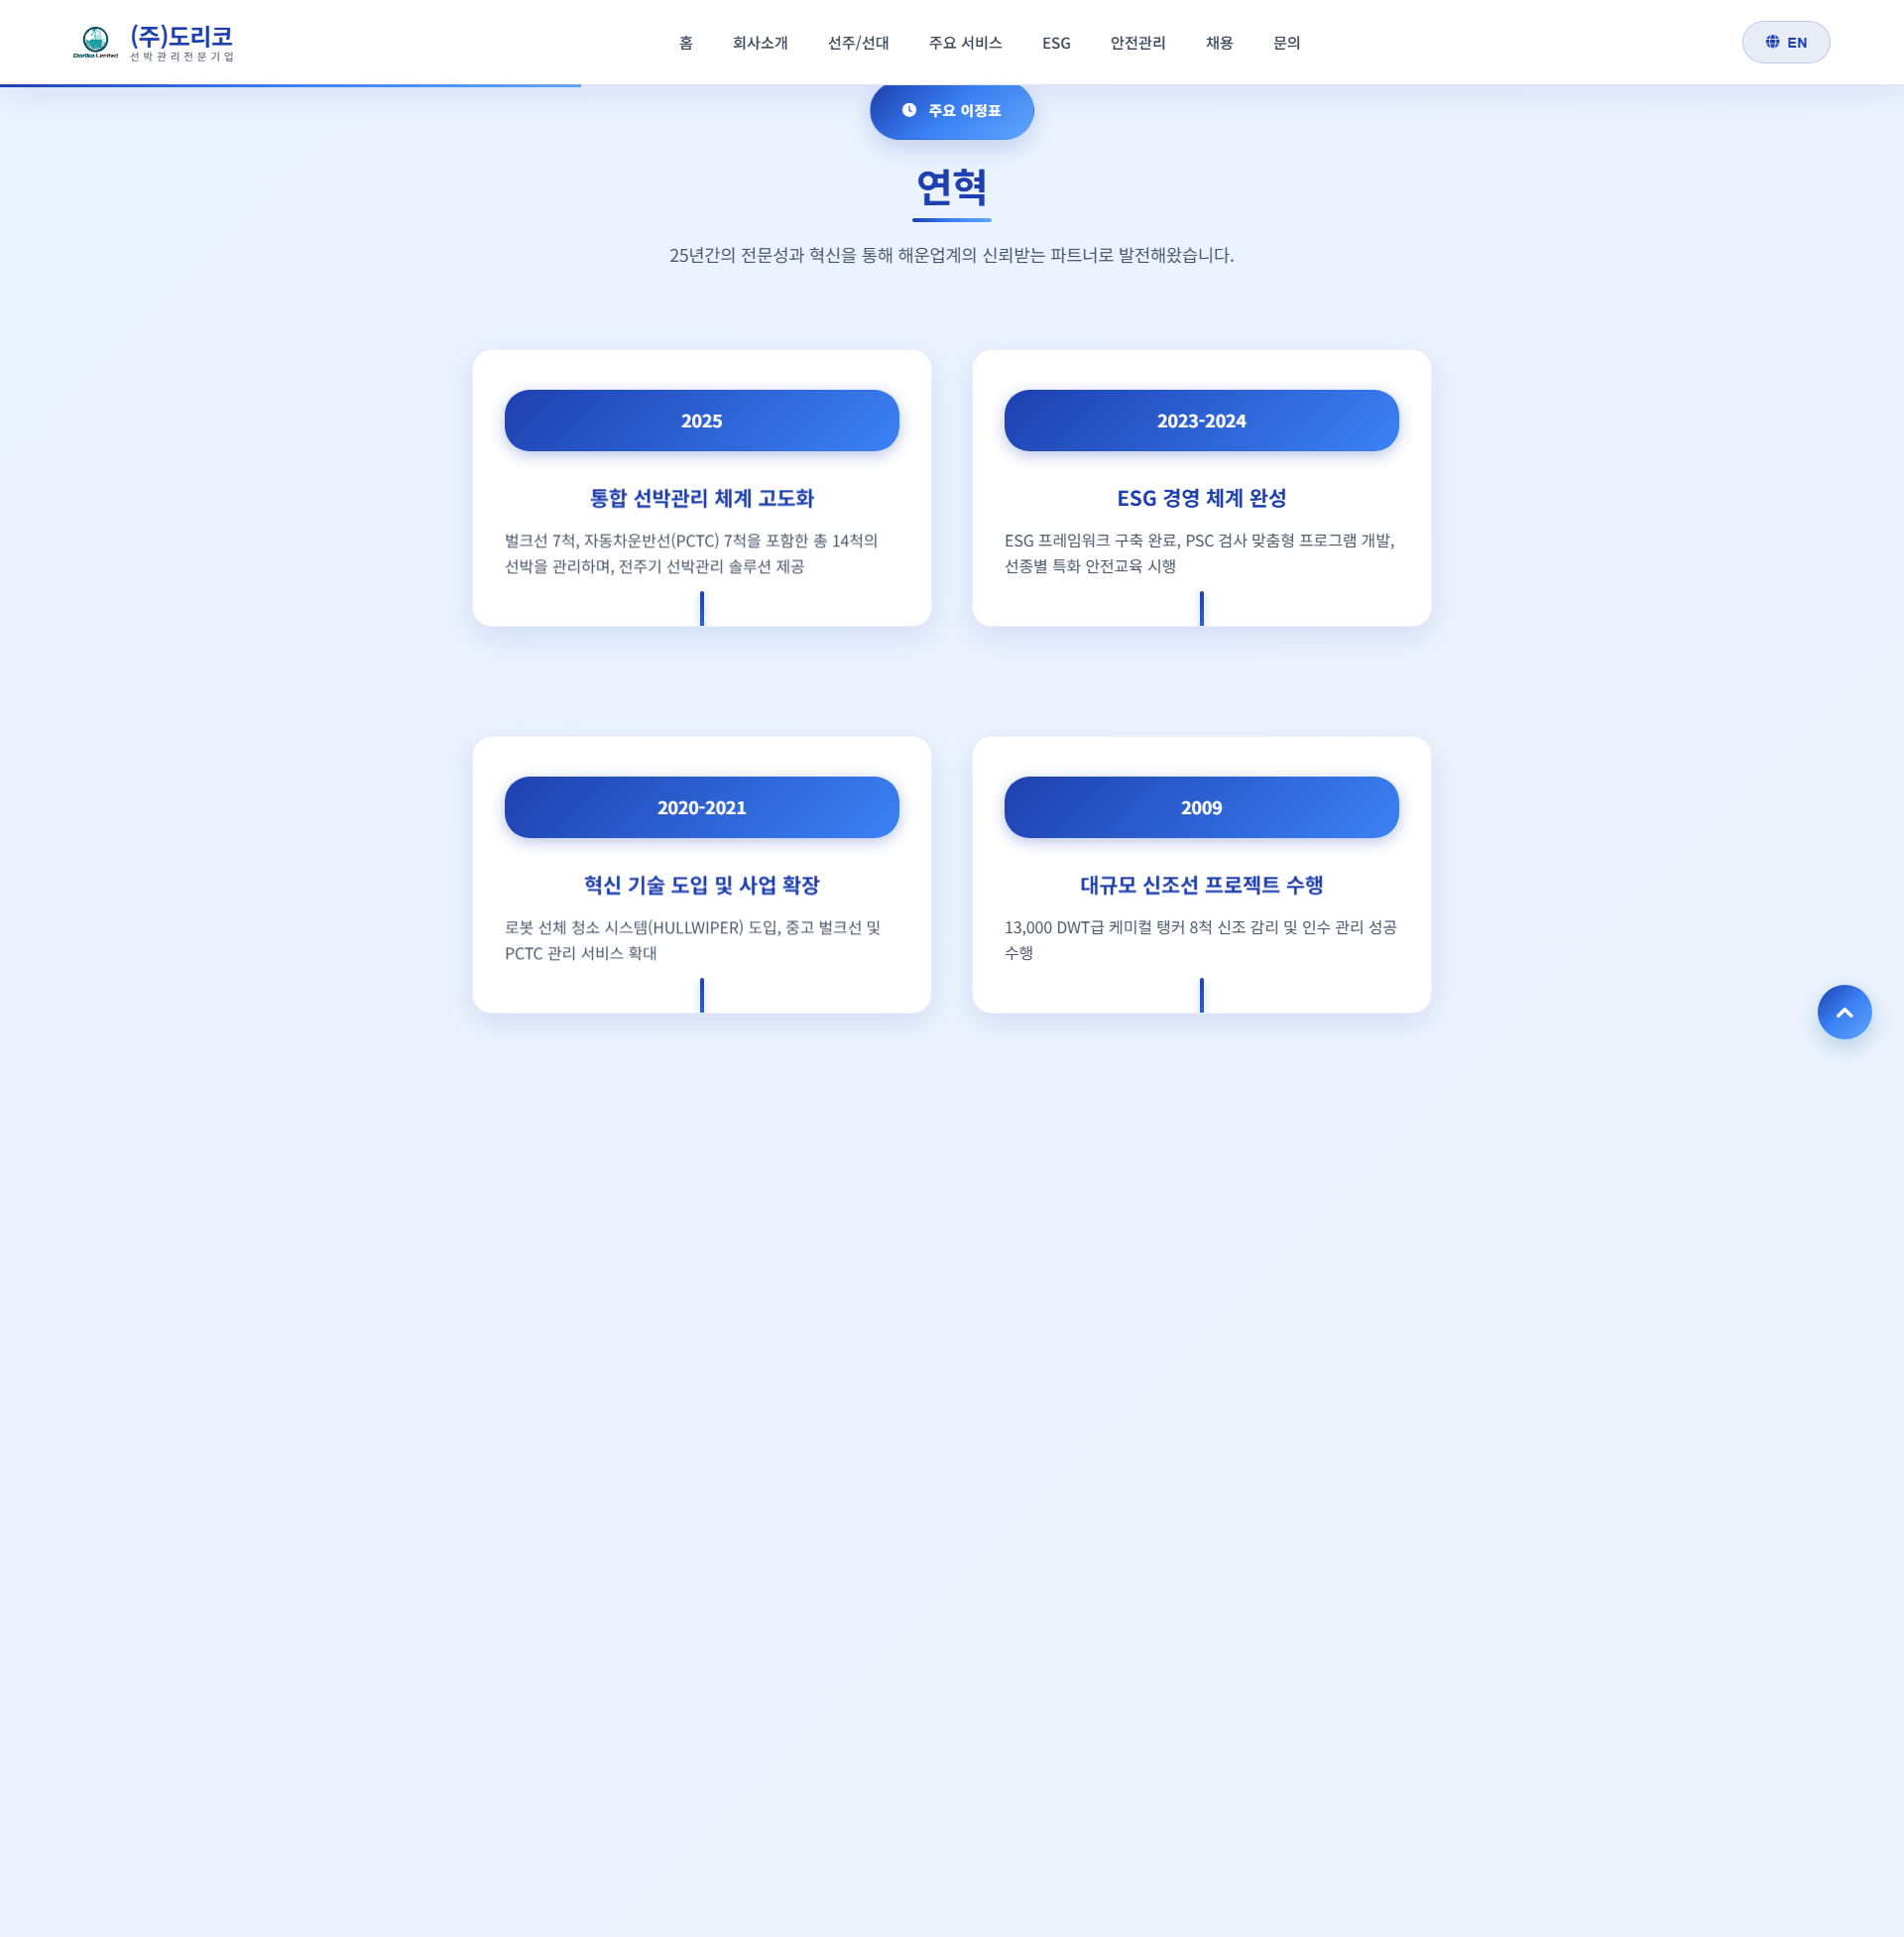 Doriko Limited
(주)도리코
선박관리전문기업
홈
회사소개
선주/선대
주요 서비스
ESG
안전관리
채용
문의
EN
주요 이정표
연혁
25년간의 전문성과 혁신을 통해 해운업계의 신뢰받는 파트너로 발전해왔습니다.
2025
통합 선박관리 체계 고도화
벌크선 7척, 자동차운반선(PCTC) 7척을 포함한 총 14척의
선박을 관리하며, 전주기 선박관리 솔루션 제공
2023-2024
ESG 경영 체계 완성
ESG 프레임워크 구축 완료, PSC 검사 맞춤형 프로그램 개발,
선종별 특화 안전교육 시행
2020-2021
혁신 기술 도입 및 사업 확장
로봇 선체 청소 시스템(HULLWIPER) 도입, 중고 벌크선 및
PCTC 관리 서비스 확대
2009
대규모 신조선 프로젝트 수행
13,000 DWT급 케미컬 탱커 8척 신조 감리 및 인수 관리 성공
수행